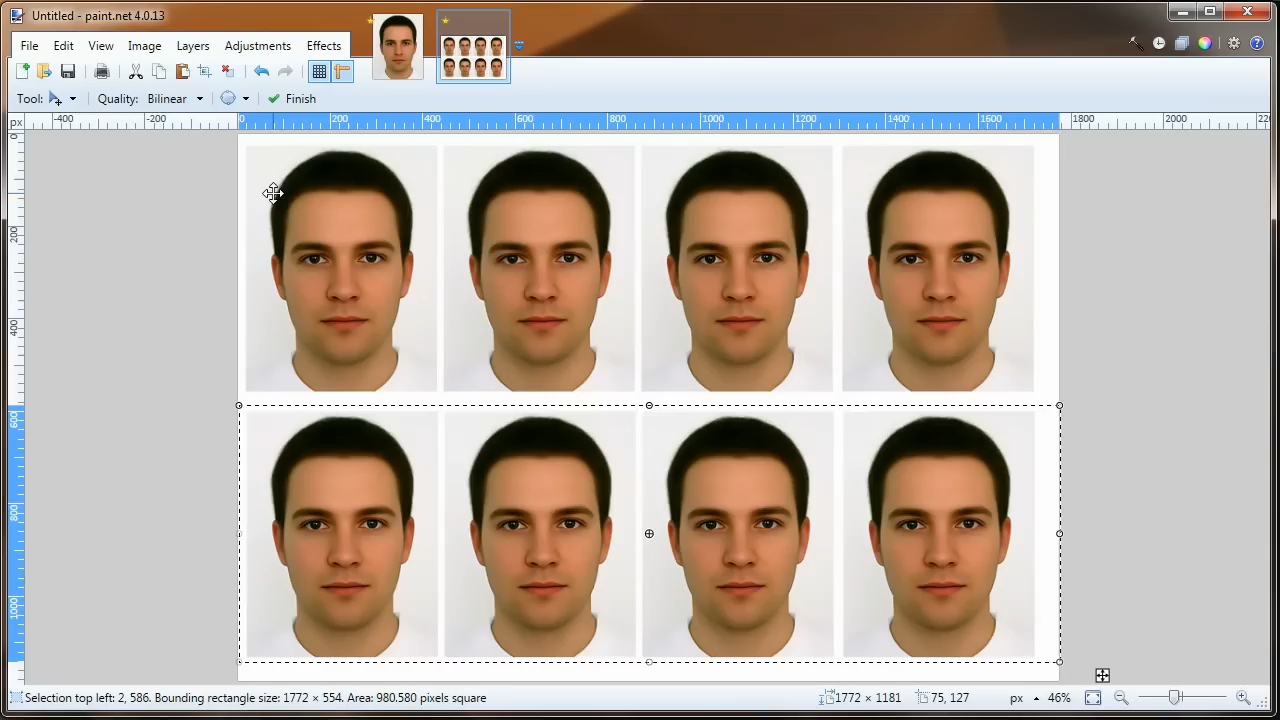 Untitled - paint.net 4.0.13
File Edit View Image Layers Adjustments Effects
Tool: Quality: Bilinear Finish
px -400 -200 0 200 400 600 800 1000 1200 1400 1600 1800 2000
0
200
400
600
800
1000
Selection top left: 2, 586. Bounding rectangle size: 1772 × 554. Area: 980.580 pixels square 1772 × 1181 75, 127 px 46%